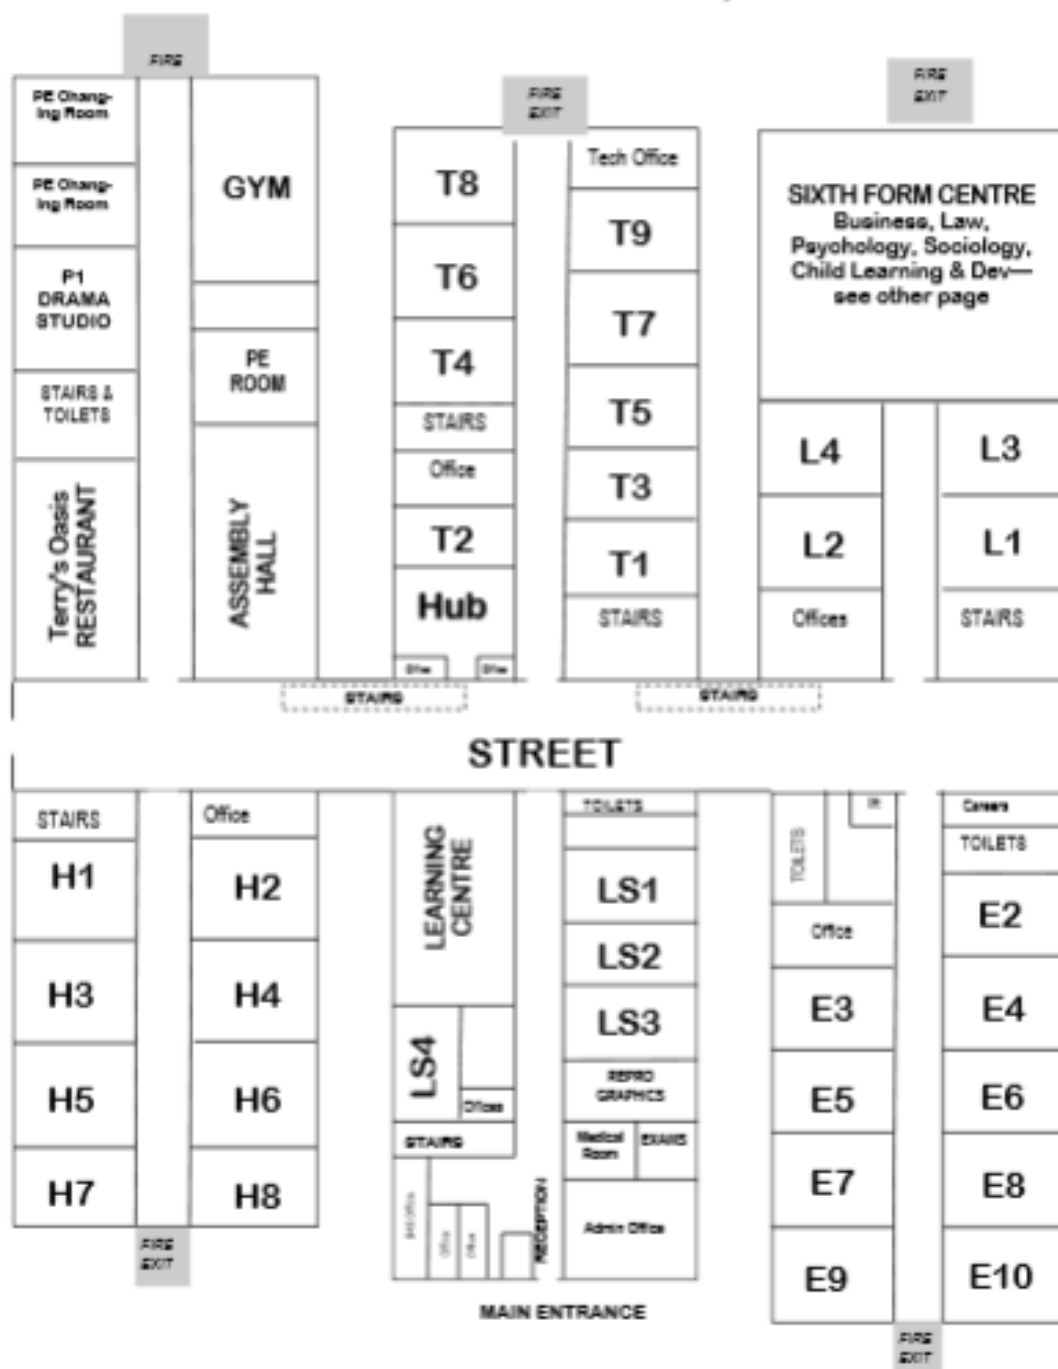 FIRE
PE Chang-
ing Room
PE Chang-
ing Room
P1
DRAMA
STUDIO
STAIRS &
TOILETS
Terry's Oasis
RESTAURANT
GYM
PE
ROOM
ASSEMBLY
HALL
FIRE
EXIT
T8
T6
T4
STAIRS
Office
T2
Hub
Office
Office
Tech Office
T9
T7
T5
T3
T1
STAIRS
FIRE
EXIT
SIXTH FORM CENTRE
Business, Law,
Psychology, Sociology,
Child Learning & Dev—
see other page
L4
L3
L2
L1
Offices
STAIRS
STAIRS
STAIRS
STREET
STAIRS
H1
H3
H5
H7
Office
H2
H4
H6
H8
FIRE
EXIT
LEARNING
CENTRE
LS4
Offices
STAIRS
Office
Office
RECEPTION
TOILETS
LS1
LS2
LS3
REPRO
GRAPHICS
Medical
Room
EXAMS
Admin Office
MAIN ENTRANCE
TOILETS
Office
E3
E5
E7
E9
Careers
TOILETS
E2
E4
E6
E8
E10
FIRE
EXIT